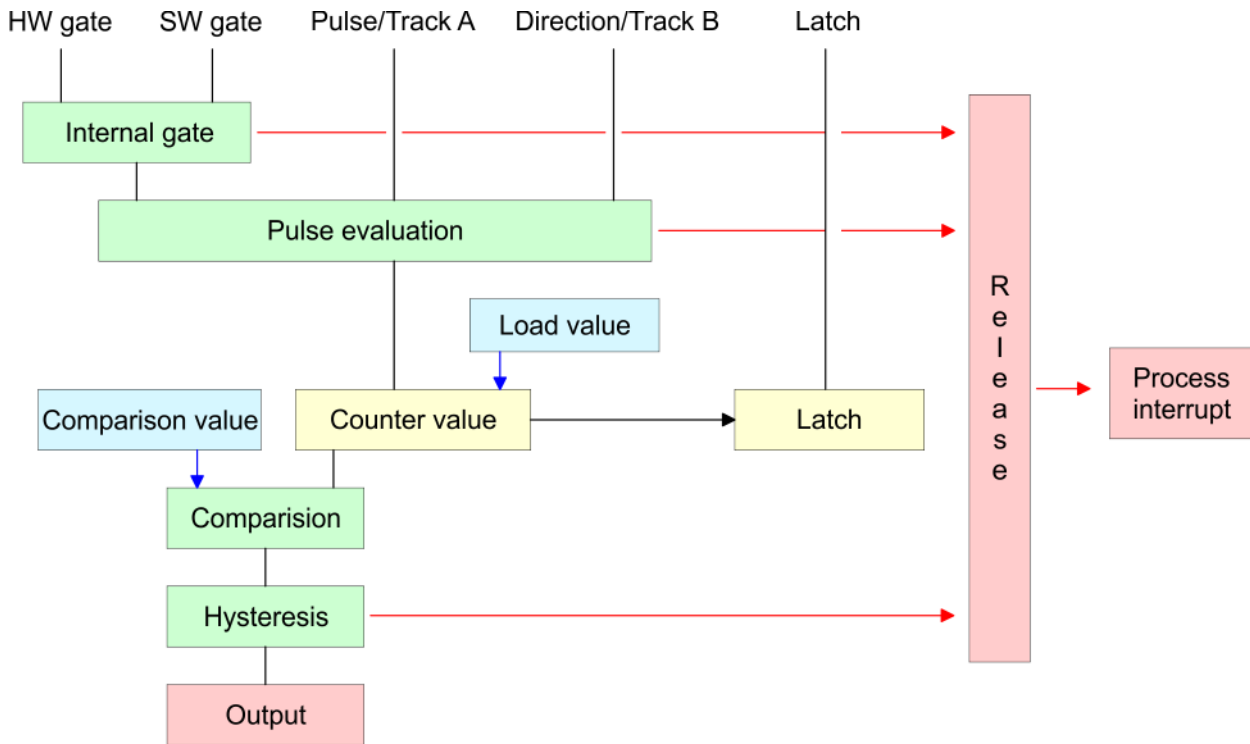 HW gate
SW gate
Pulse/Track A
Direction/Track B
Latch
Internal gate
Pulse evaluation
Load value
Comparison value
Counter value
Latch
Comparision
Hysteresis
Output
Release
Process
interrupt